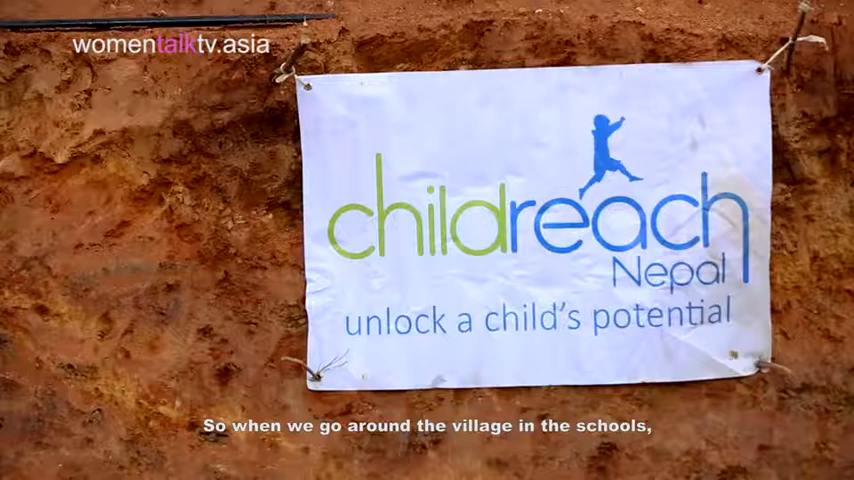 womentalktv.asia
childreach
Nepal
unlock a child's potential
So when we go around the village in the schools,